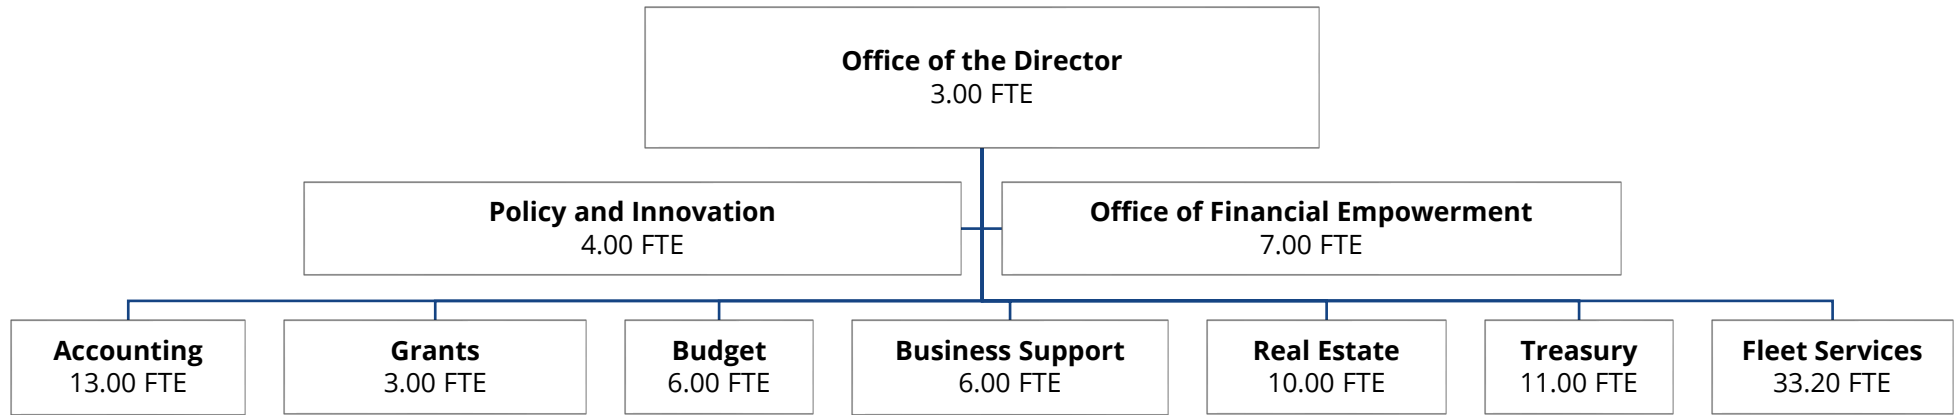 Office of the Director
3.00 FTE
Policy and Innovation
4.00 FTE
Office of Financial Empowerment
7.00 FTE
Accounting
13.00 FTE
Grants
3.00 FTE
Budget
6.00 FTE
Business Support
6.00 FTE
Real Estate
10.00 FTE
Treasury
11.00 FTE
Fleet Services
33.20 FTE